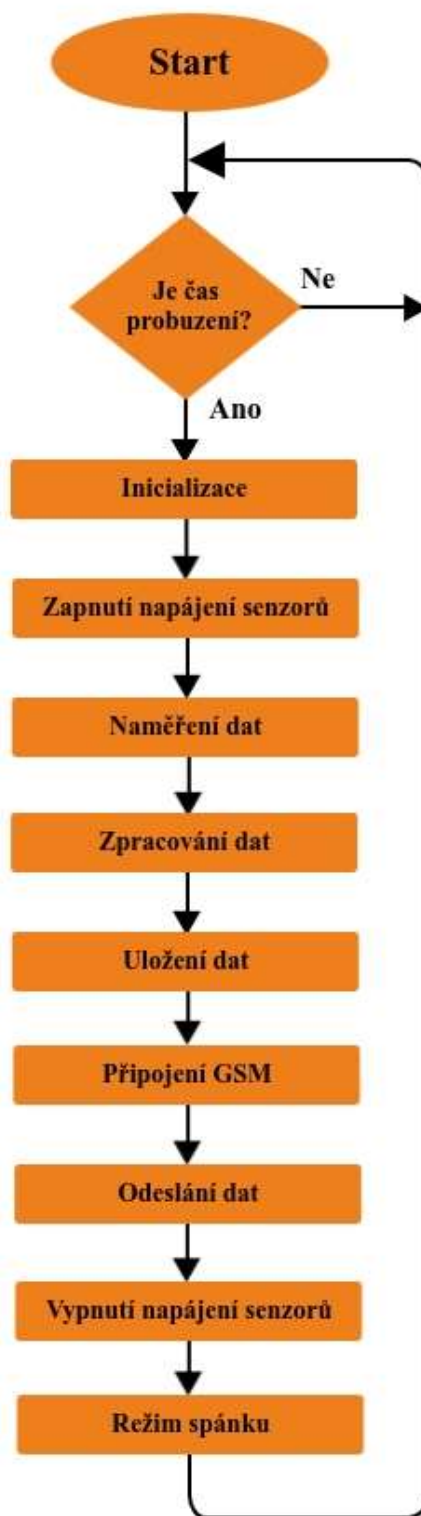 Start
Je čas
probuzení?
Ne
Ano
Inicializace
Zapnutí napájení senzorů
Naměření dat
Zpracování dat
Uložení dat
Připojení GSM
Odeslání dat
Vypnutí napájení senzorů
Režim spánku